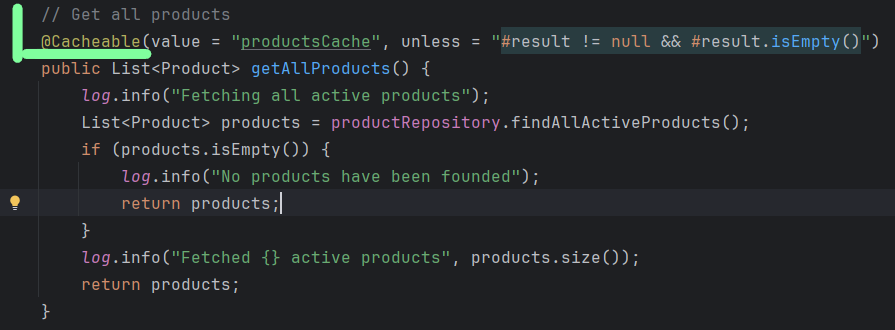 // Get all products
@Cacheable(value = "productsCache", unless = "#result != null && #result.isEmpty()")
public List<Product> getAllProducts() {
log.info("Fetching all active products");
List<Product> products = productRepository.findAllActiveProducts();
if (products.isEmpty()) {
log.info("No products have been founded");
return products;
}
log.info("Fetched {} active products", products.size());
return products;
}